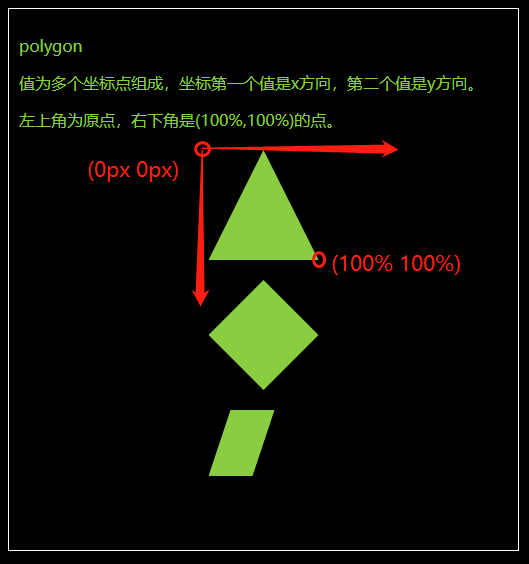 polygon
值为多个坐标点组成，坐标第一个值是x方向，第二个值是y方向。
左上角为原点，右下角是(100%,100%)的点。
(0px 0px)
(100% 100%)